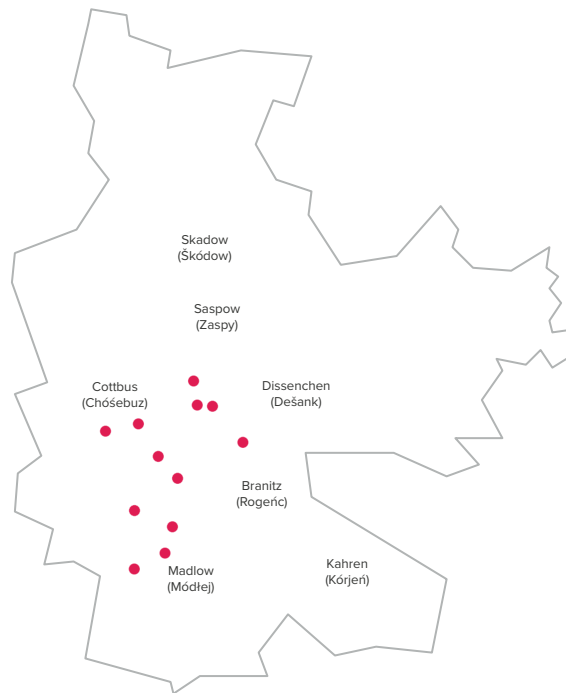 Skadow
(Škódow)
Saspow
(Zaspy)
Cottbus
(Chóśebuz)
Dissenchen
(Dešank)
Branitz
(Rogeńc)
Kahren
(Kórjeń)
Madlow
(Módłej)